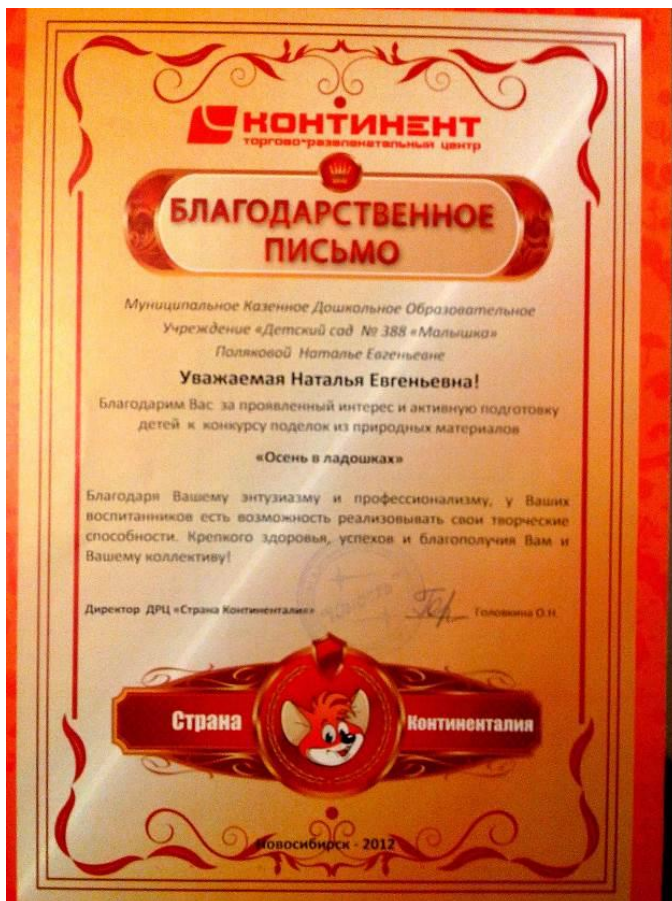 КОНТИНЕНТ
торгово-развлекательный центр
БЛАГОДАРСТВЕННОЕ
ПИСЬМО
Муниципальное Казенное Дошкольное Образовательное
Учреждение «Детский сад № 388 «Малышка»
Поляковой Наталье Евгеньевне
Уважаемая Наталья Евгеньевна!
Благодарим Вас за проявленный интерес и активную подготовку
детей к конкурсу поделок из природных материалов
«Осень в ладошках»
Благодаря Вашему энтузиазму и профессионализму, у Ваших
воспитанников есть возможность реализовывать свои творческие
способности. Крепкого здоровья, успехов и благополучия Вам и
Вашему коллективу!
Директор ДРЦ «Страна Континенталия» Головкина О.Н.
Страна Континенталия
Новосибирск - 2012